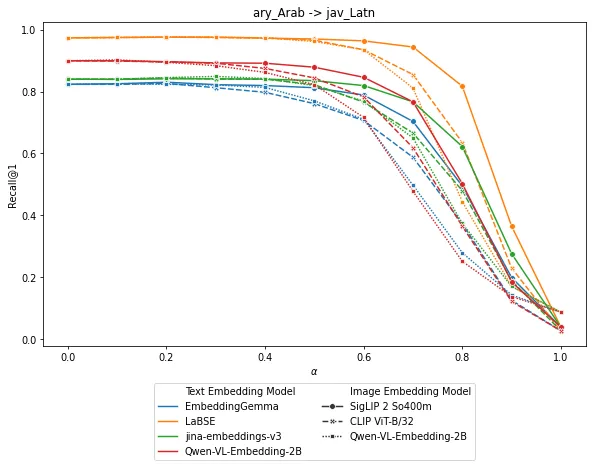 ary_Arab -> jav_Latn
Recall@1
1.0
0.8
0.6
0.4
0.2
0.0
0.0 0.2 0.4 0.6 0.8 1.0
α
Text Embedding Model
EmbeddingGemma
LaBSE
jina-embeddings-v3
Qwen-VL-Embedding-2B
Image Embedding Model
SigLIP 2 So400m
CLIP ViT-B/32
Qwen-VL-Embedding-2B